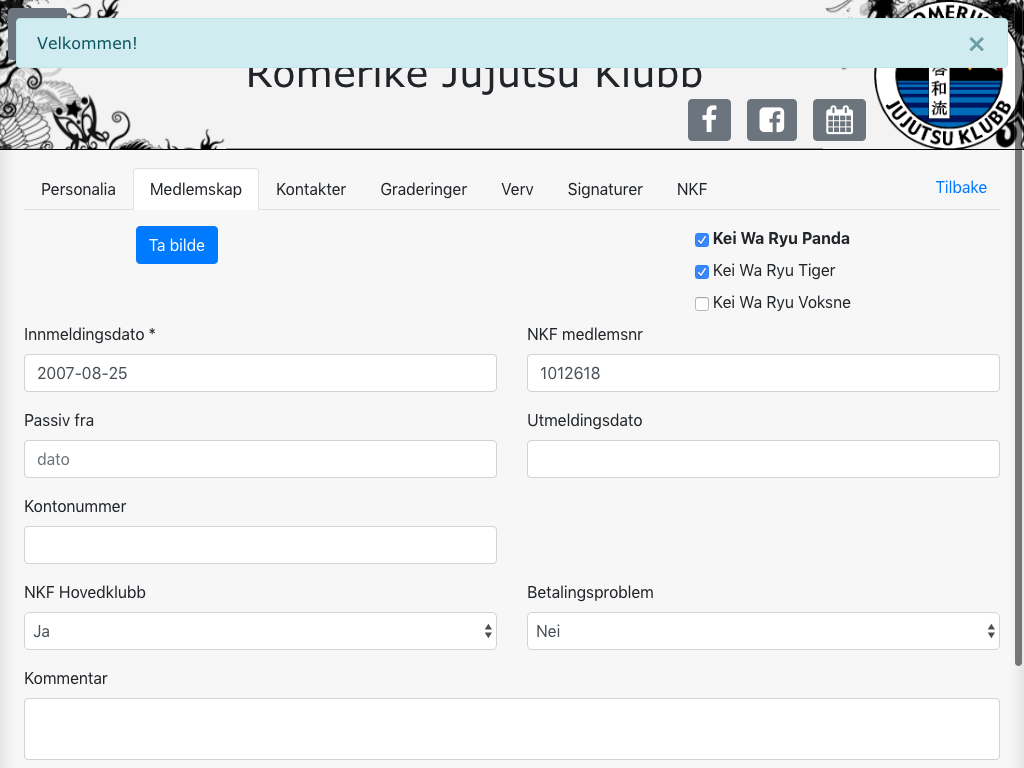 Velkommen!
×
Romerike Jujutsu Klubb
ROMERIKE
和
流
JUJUTSU KLUBB
Personalia Medlemskap Kontakter Graderinger Verv Signaturer NKF Tilbake
Ta bilde
Kei Wa Ryu Panda
Kei Wa Ryu Tiger
Kei Wa Ryu Voksne
Innmeldingsdato * NKF medlemsnr
2007-08-25 1012618
Passiv fra Utmeldingsdato
dato
Kontonummer
NKF Hovedklubb Betalingsproblem
Ja Nei
Kommentar